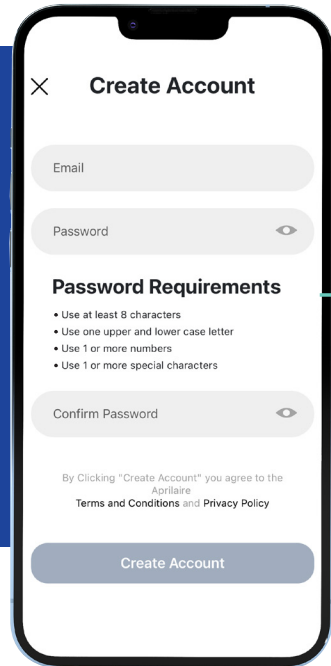 Create Account
Email
Password
Password Requirements
• Use at least 8 characters
• Use one upper and lower case letter
• Use 1 or more numbers
• Use 1 or more special characters
Confirm Password
By Clicking "Create Account" you agree to the
Aprilaire
Terms and Conditions and Privacy Policy
Create Account